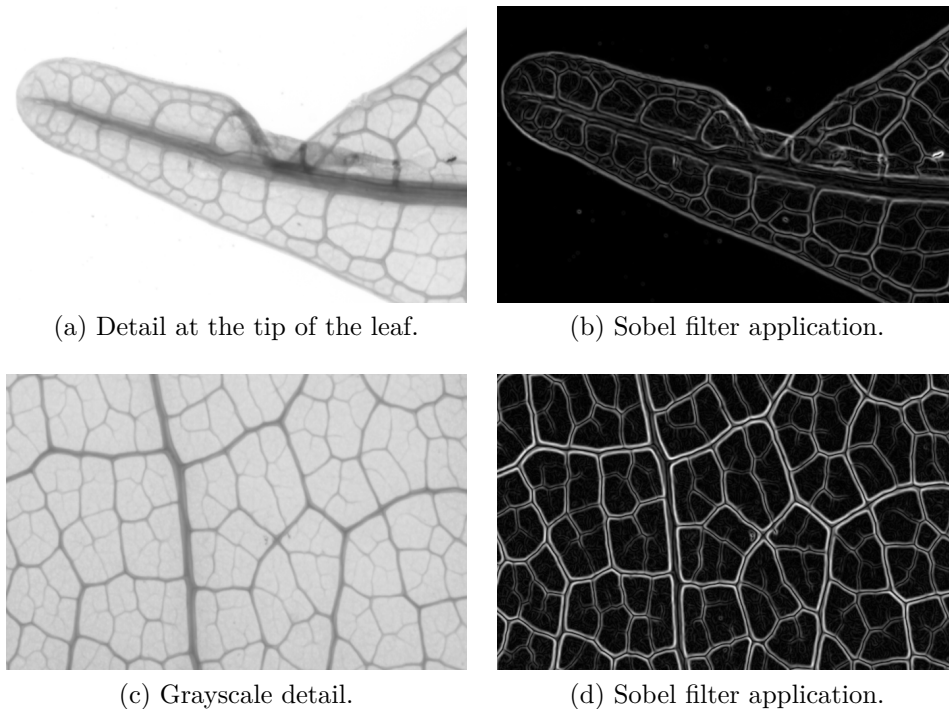 (a) Detail at the tip of the leaf.
(b) Sobel filter application.
(c) Grayscale detail.
(d) Sobel filter application.